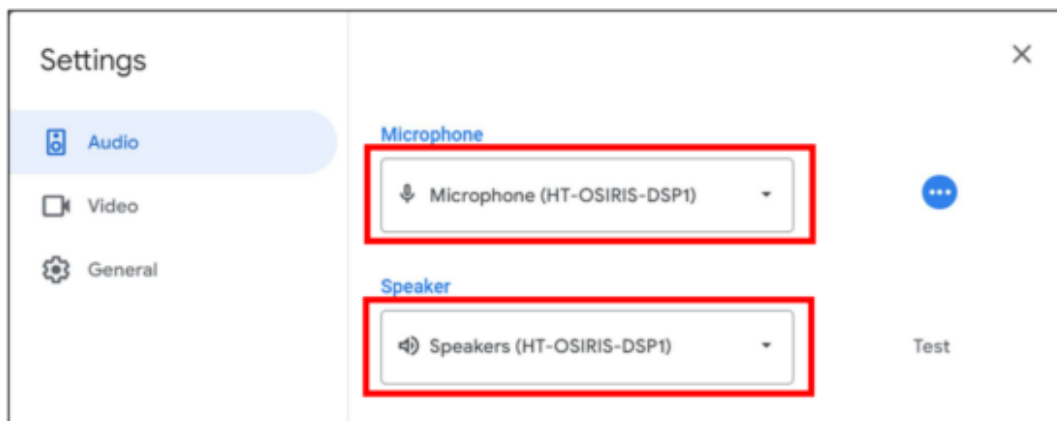 Settings
Audio
Video
General
Microphone
Microphone (HT-OSIRIS-DSP1)
Speaker
Speakers (HT-OSIRIS-DSP1)
Test